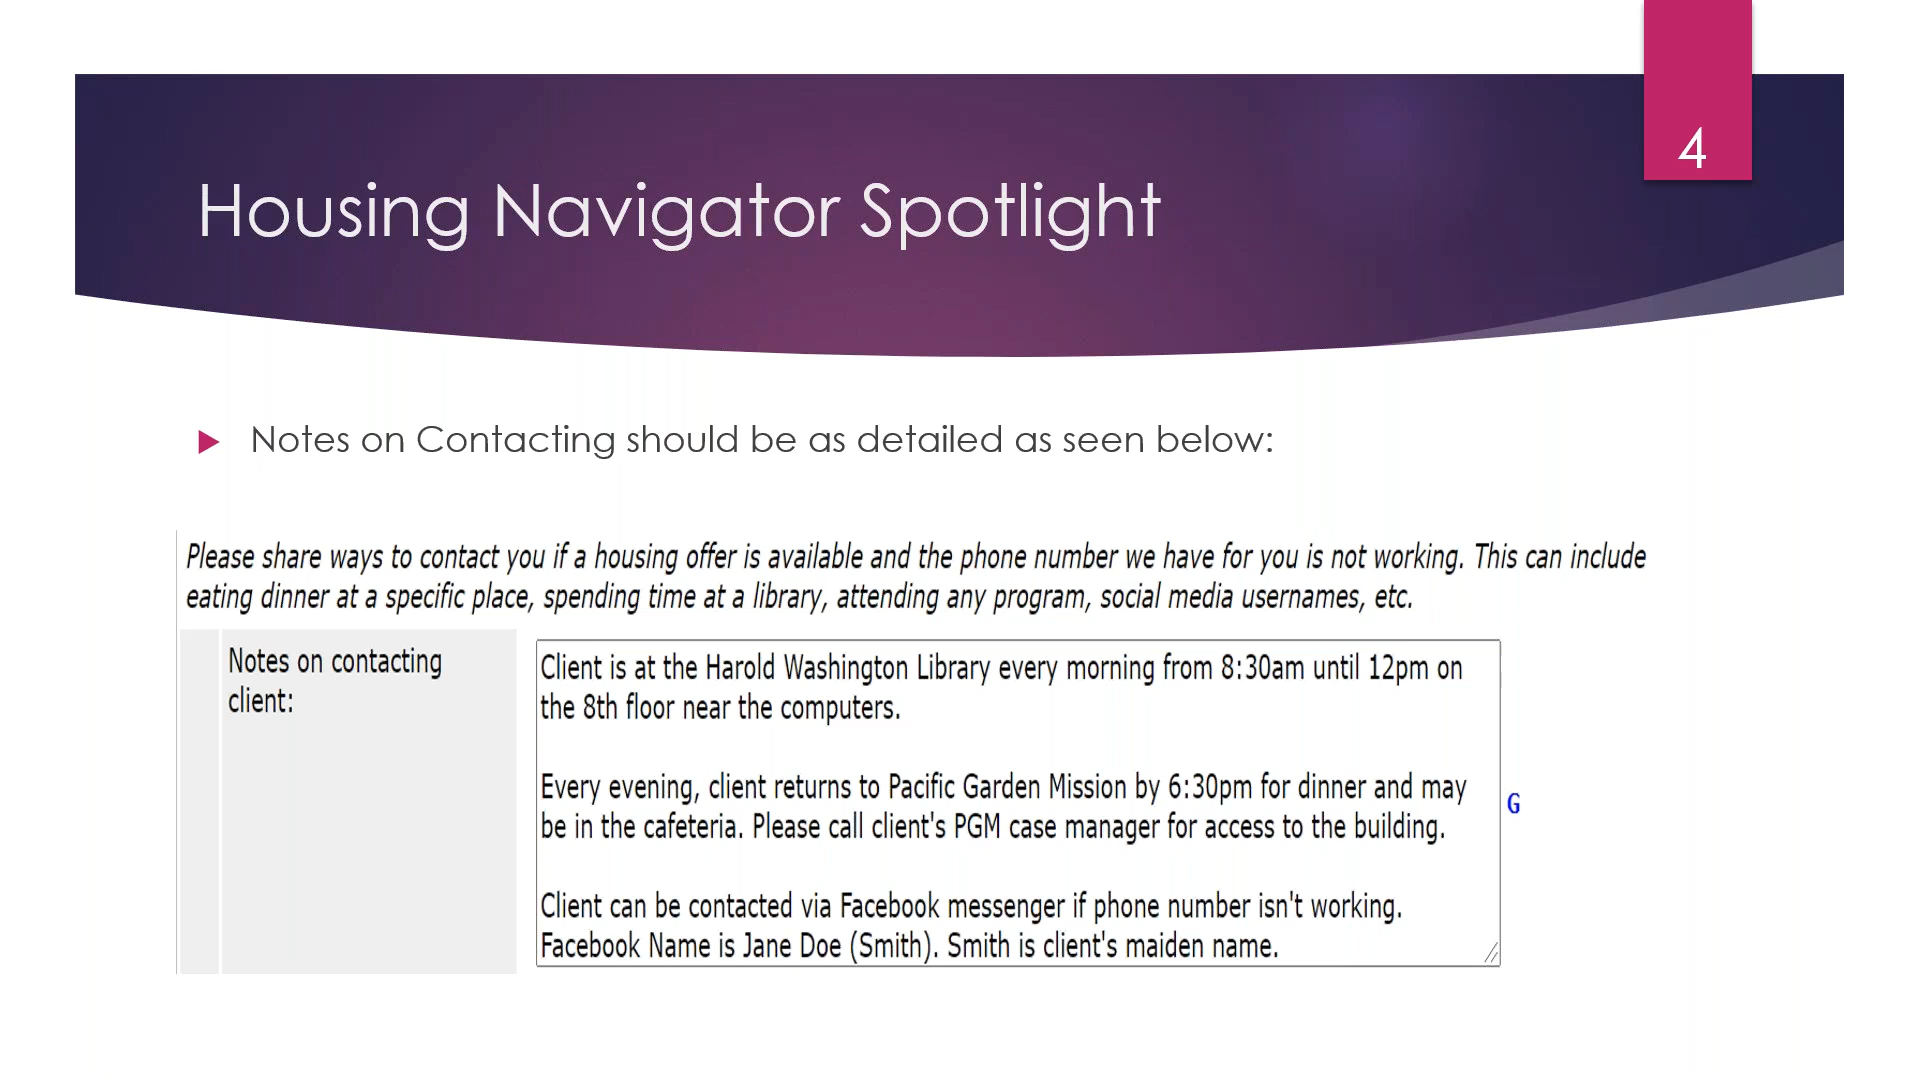 4
Housing Navigator Spotlight
Notes on Contacting should be as detailed as seen below:
Please share ways to contact you if a housing offer is available and the phone number we have for you is not working. This can include
eating dinner at a specific place, spending time at a library, attending any program, social media usernames, etc.
Notes on contacting
client:
Client is at the Harold Washington Library every morning from 8:30am until 12pm on
the 8th floor near the computers.
Every evening, client returns to Pacific Garden Mission by 6:30pm for dinner and may
be in the cafeteria. Please call client's PGM case manager for access to the building.
Client can be contacted via Facebook messenger if phone number isn't working.
Facebook Name is Jane Doe (Smith). Smith is client's maiden name.
G